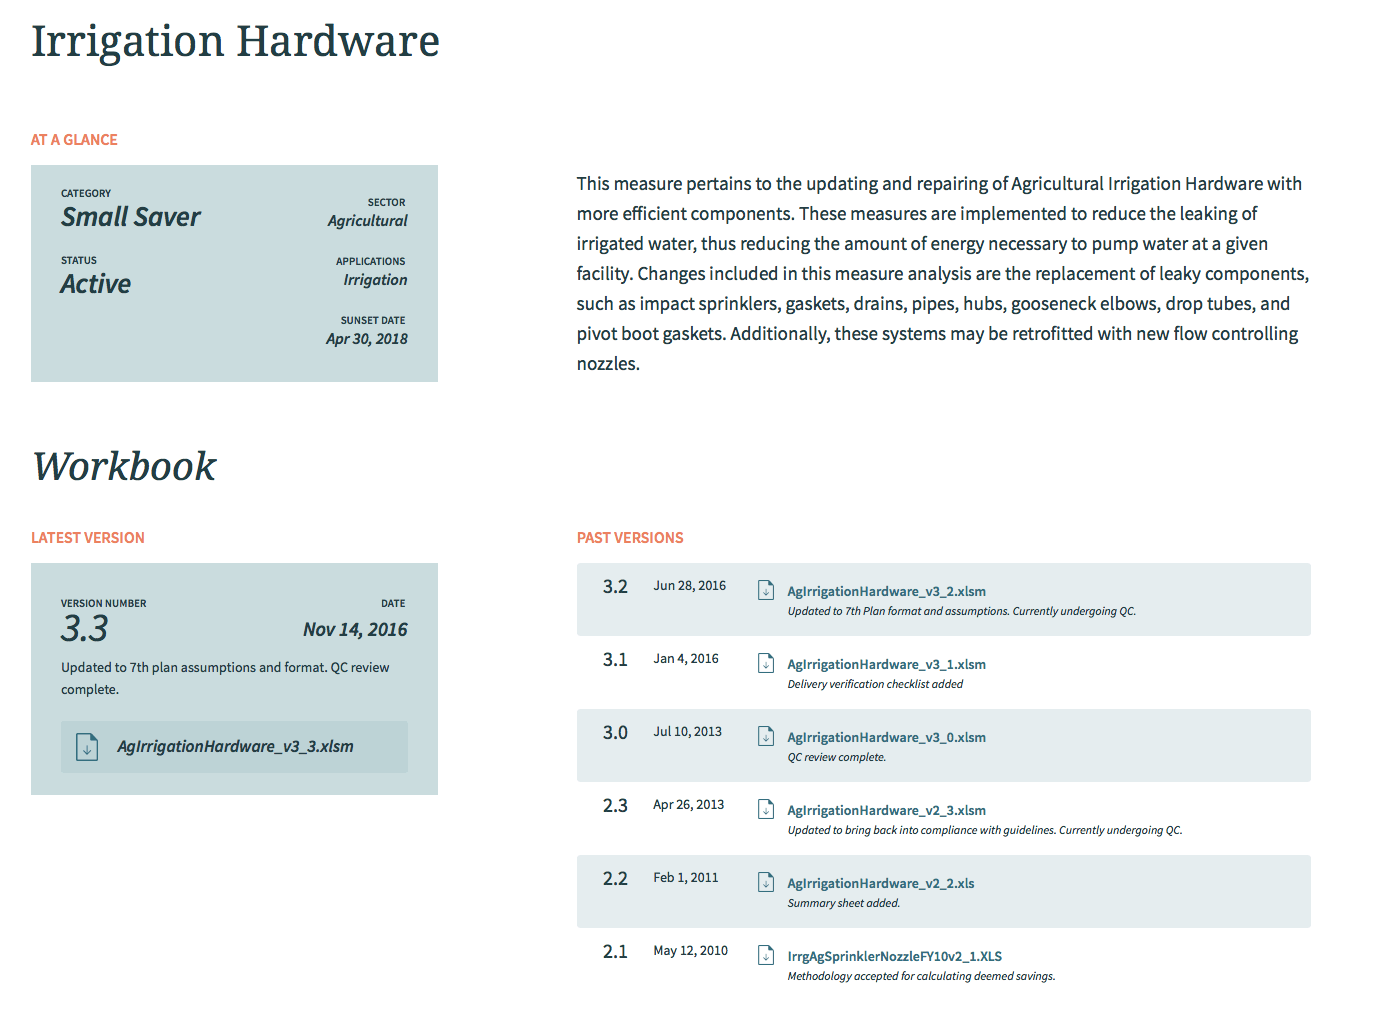 Irrigation Hardware
AT A GLANCE
CATEGORY
Small Saver
SECTOR
Agricultural
STATUS
Active
APPLICATIONS
Irrigation
SUNSET DATE
Apr 30, 2018
This measure pertains to the updating and repairing of Agricultural Irrigation Hardware with
more efficient components. These measures are implemented to reduce the leaking of
irrigated water, thus reducing the amount of energy necessary to pump water at a given
facility. Changes included in this measure analysis are the replacement of leaky components,
such as impact sprinklers, gaskets, drains, pipes, hubs, gooseneck elbows, drop tubes, and
pivot boot gaskets. Additionally, these systems may be retrofitted with new flow controlling
nozzles.
Workbook
LATEST VERSION
VERSION NUMBER
3.3
DATE
Nov 14, 2016
Updated to 7th plan assumptions and format. QC review
complete.
AgIrrigationHardware_v3_3.xlsm
PAST VERSIONS
3.2 Jun 28, 2016 AgIrrigationHardware_v3_2.xlsm
Updated to 7th Plan format and assumptions. Currently undergoing QC.
3.1 Jan 4, 2016 AgIrrigationHardware_v3_1.xlsm
Delivery verification checklist added
3.0 Jul 10, 2013 AgIrrigationHardware_v3_0.xlsm
QC review complete.
2.3 Apr 26, 2013 AgIrrigationHardware_v2_3.xlsm
Updated to bring back into compliance with guidelines. Currently undergoing QC.
2.2 Feb 1, 2011 AgIrrigationHardware_v2_2.xls
Summary sheet added.
2.1 May 12, 2010 IrrgAgSprinklerNozzleFY10v2_1.XLS
Methodology accepted for calculating deemed savings.